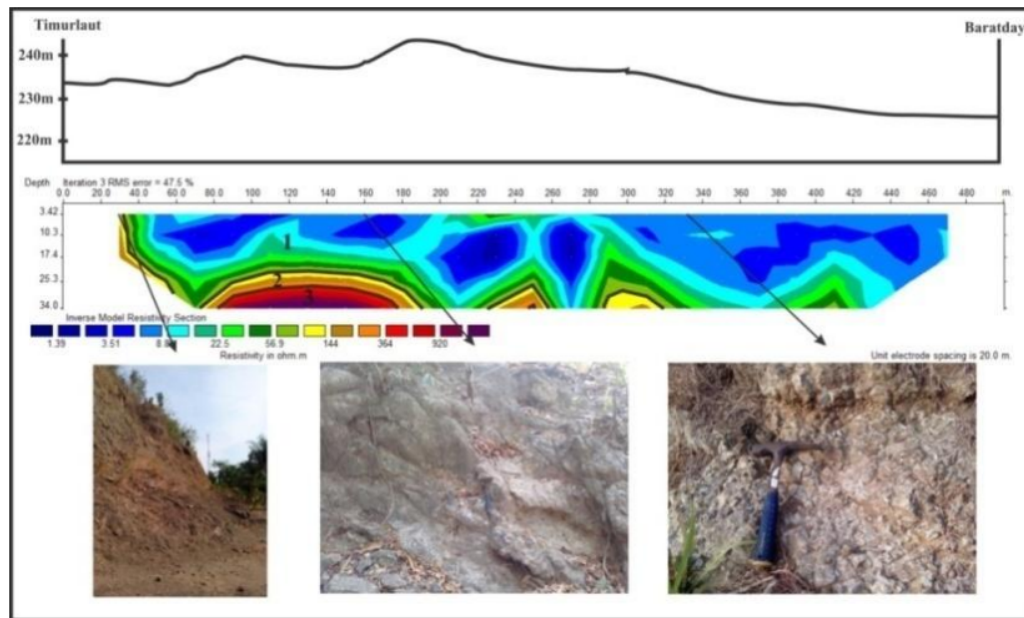 Timurlaut Baratday
240m
230m
220m
Depth Iteration 3 RMS error = 47.5 %
0.0 20.0 40.0 60.0 80.0 100 120 140 160 180 200 220 240 260 280 300 320 340 360 380 400 420 440 460 480 m.
3.42
10.3
17.4
25.3
34.0
1
2
3
Inverse Model Resistivity Section
1.39 3.51 22.5 56.9 144 364 920
Resistivity in ohm.m
Unit electrode spacing is 20.0 m.